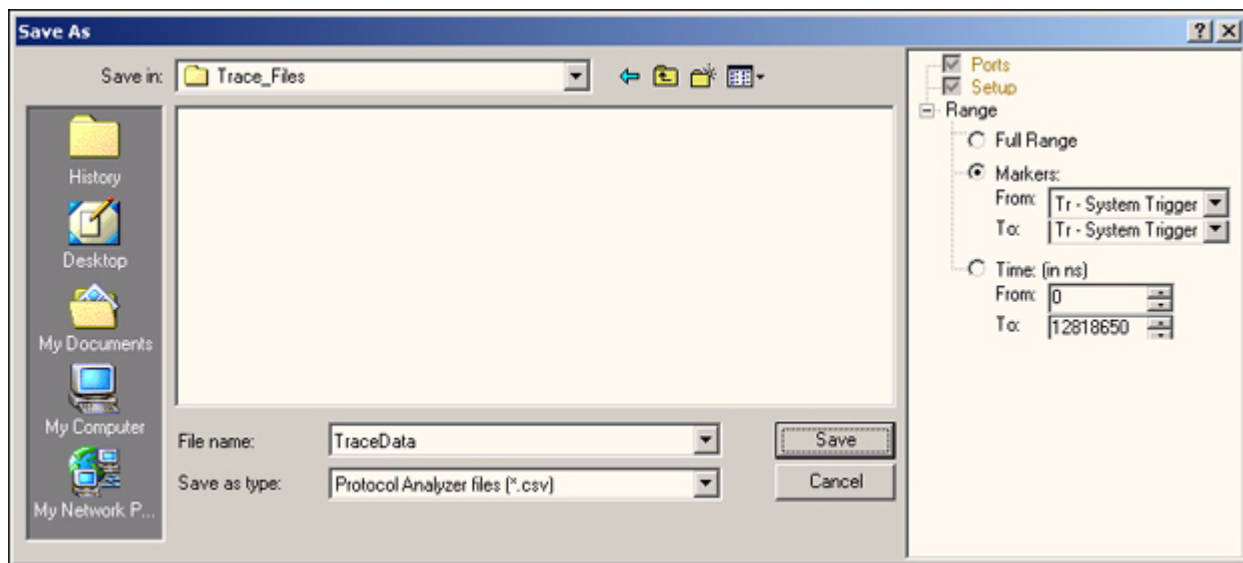 Save As
Save in: Trace_Files
History
Desktop
My Documents
My Computer
My Network P...
File name: TraceData
Save as type: Protocol Analyzer files (*.csv)
Save
Cancel
Ports
Setup
Range
Full Range
Markers:
From: Tr - System Trigger
To: Tr - System Trigger
Time: (in ns)
From: 0
To: 12818650